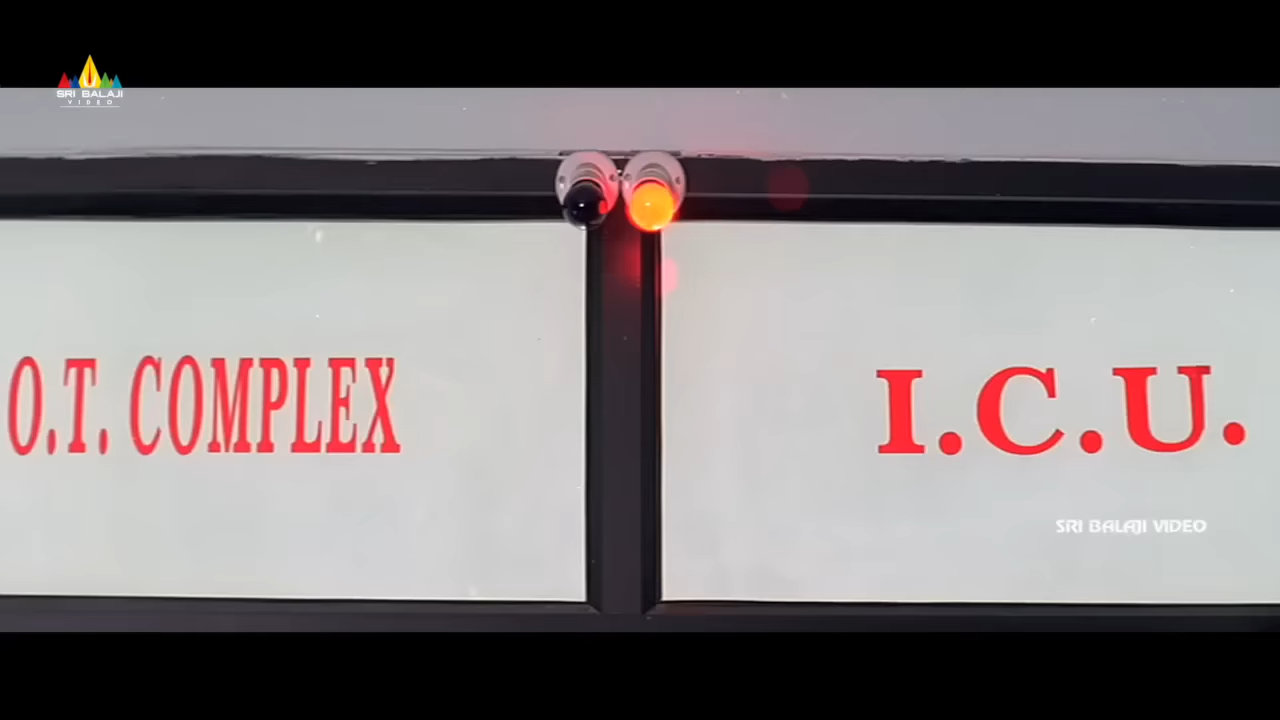 SRI BALAJI
VIDEO
O.T. COMPLEX
I.C.U.
SRI BALAJI VIDEO